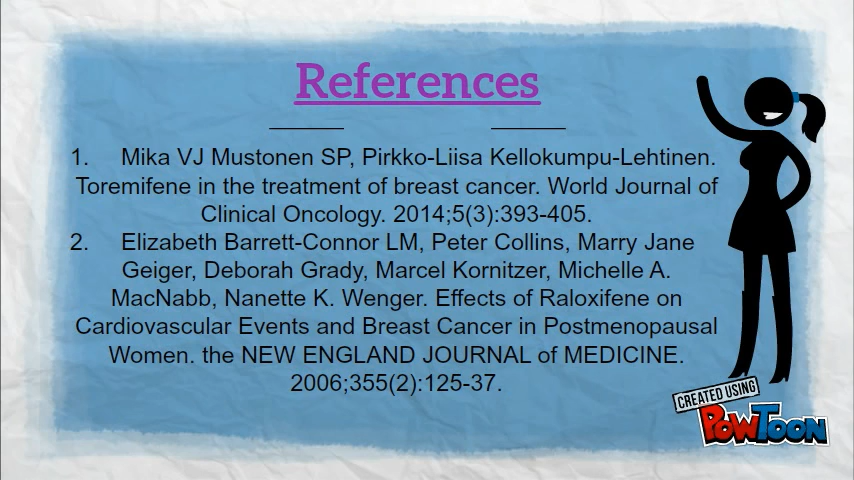 References
1. Mika VJ Mustonen SP, Pirkko-Liisa Kellokumpu-Lehtinen.
Toremifene in the treatment of breast cancer. World Journal of
Clinical Oncology. 2014;5(3):393-405.
2. Elizabeth Barrett-Connor LM, Peter Collins, Marry Jane
Geiger, Deborah Grady, Marcel Kornitzer, Michelle A.
MacNabb, Nanette K. Wenger. Effects of Raloxifene on
Cardiovascular Events and Breast Cancer in Postmenopausal
Women. the NEW ENGLAND JOURNAL of MEDICINE.
2006;355(2):125-37.
CREATED USING
POWTOON